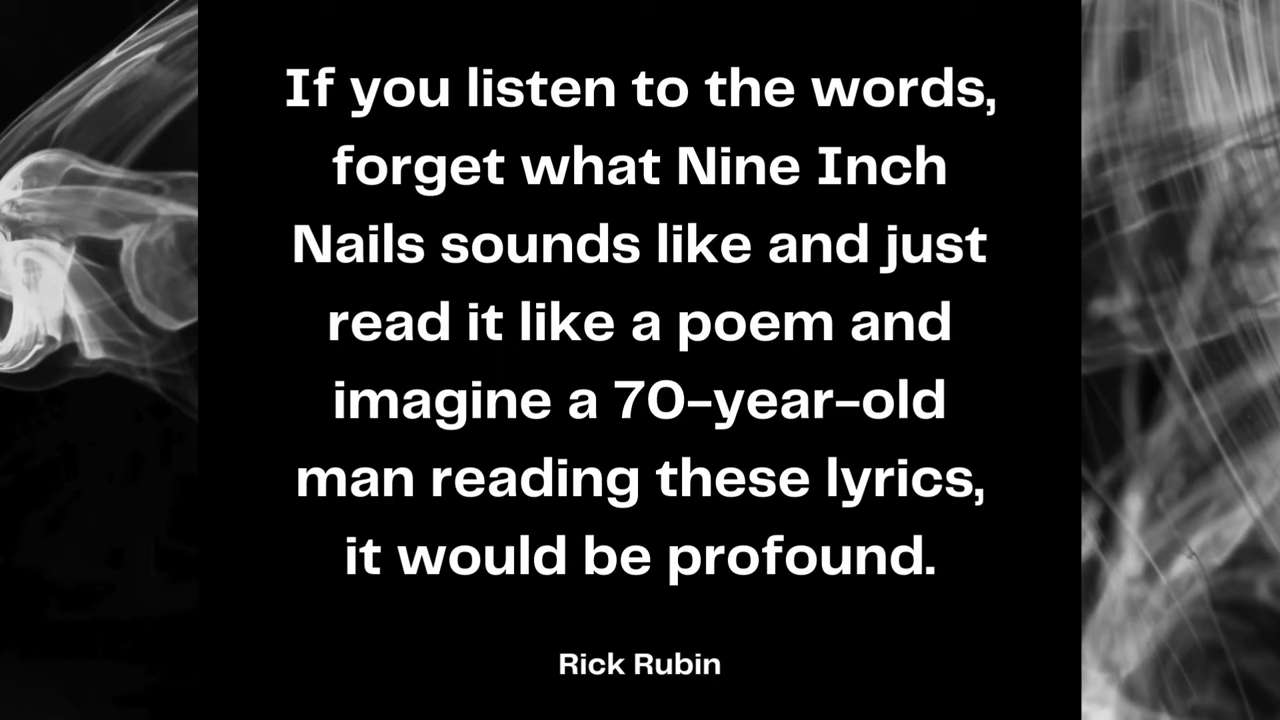 If you listen to the words,
forget what Nine Inch
Nails sounds like and just
read it like a poem and
imagine a 70-year-old
man reading these lyrics,
it would be profound.
Rick Rubin